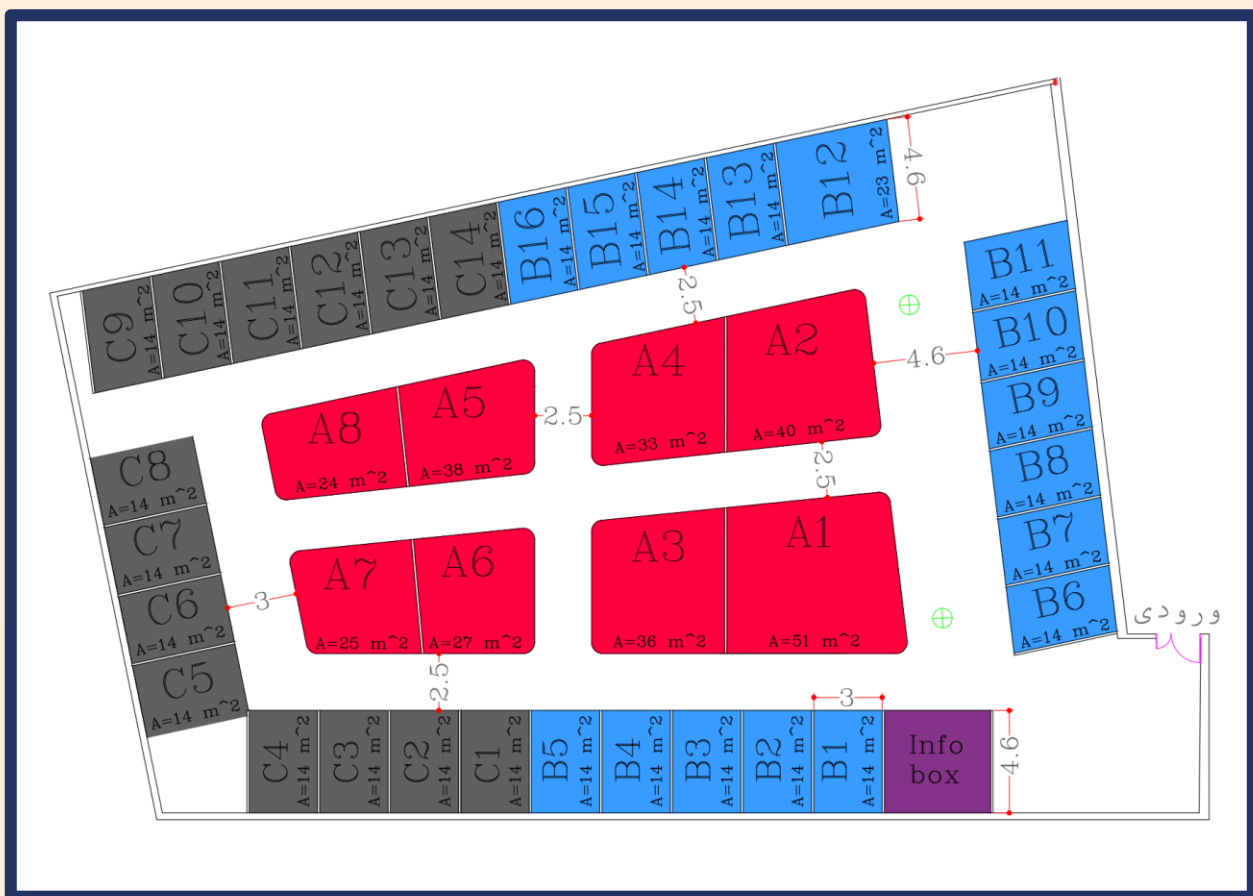 B12
A=23 m^2
4.6
B13
A=14 m^2
B14
A=14 m^2
B15
A=14 m^2
B16
A=14 m^2
C14
A=14 m^2
C13
A=14 m^2
C12
A=14 m^2
C11
A=14 m^2
C10
A=14 m^2
C9
A=14 m^2
B11
A=14 m^2
B10
A=14 m^2
B9
A=14 m^2
B8
A=14 m^2
B7
A=14 m^2
B6
A=14 m^2
ورودی
2.5
A4
A=33 m^2
A2
A=40 m^2
4.6
A8
A=24 m^2
A5
A=38 m^2
2.5
2.5
C8
A=14 m^2
C7
A=14 m^2
C6
A=14 m^2
C5
A=14 m^2
3
A7
A=25 m^2
A6
A=27 m^2
A3
A=36 m^2
A1
A=51 m^2
2.5
3
C4
A=14 m^2
C3
A=14 m^2
C2
A=14 m^2
C1
A=14 m^2
B5
A=14 m^2
B4
A=14 m^2
B3
A=14 m^2
B2
A=14 m^2
B1
A=14 m^2
Info
box
4.6